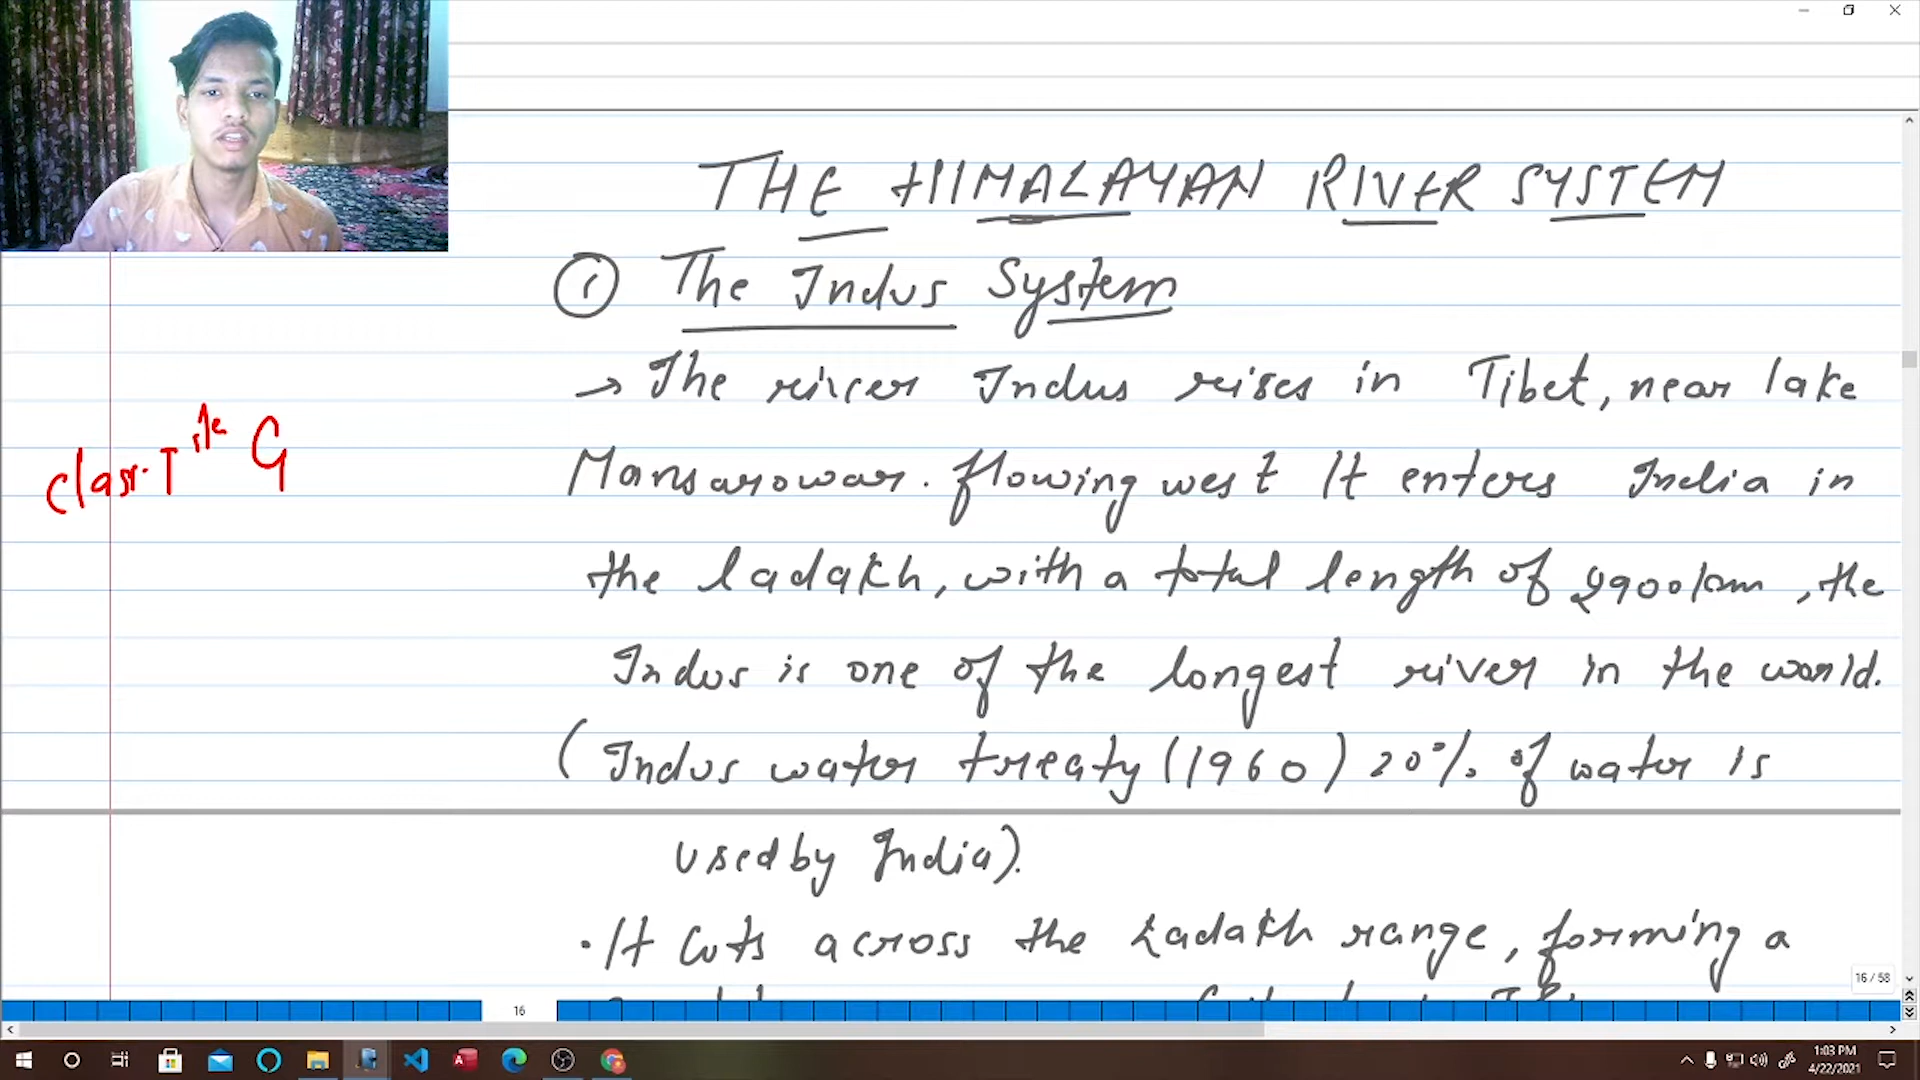 THE HIMALAYAN RIVER SYSTEM
① The Indus System
→ The river Indus rises in Tibet, near lake
Mansarowar. flowing west It enters India in
the ladakh, with a total length of 2900km, the
Indus is one of the longest river in the world.
(Indus water treaty (1960) 20% of water is
used by India).
• It cuts across the Ladakh range, forming a
G
16 / 58
16
1:03 PM
4/22/2021